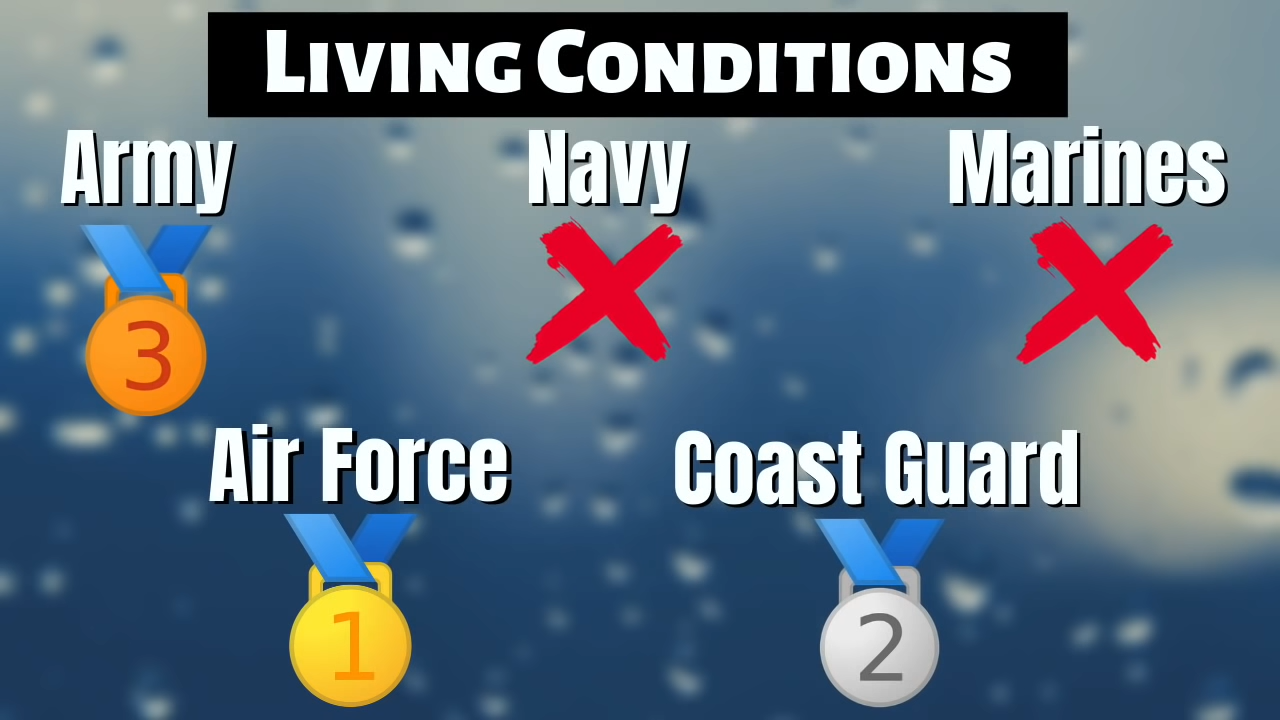 Living Conditions
Army Navy Marines
3
Air Force Coast Guard
1 2